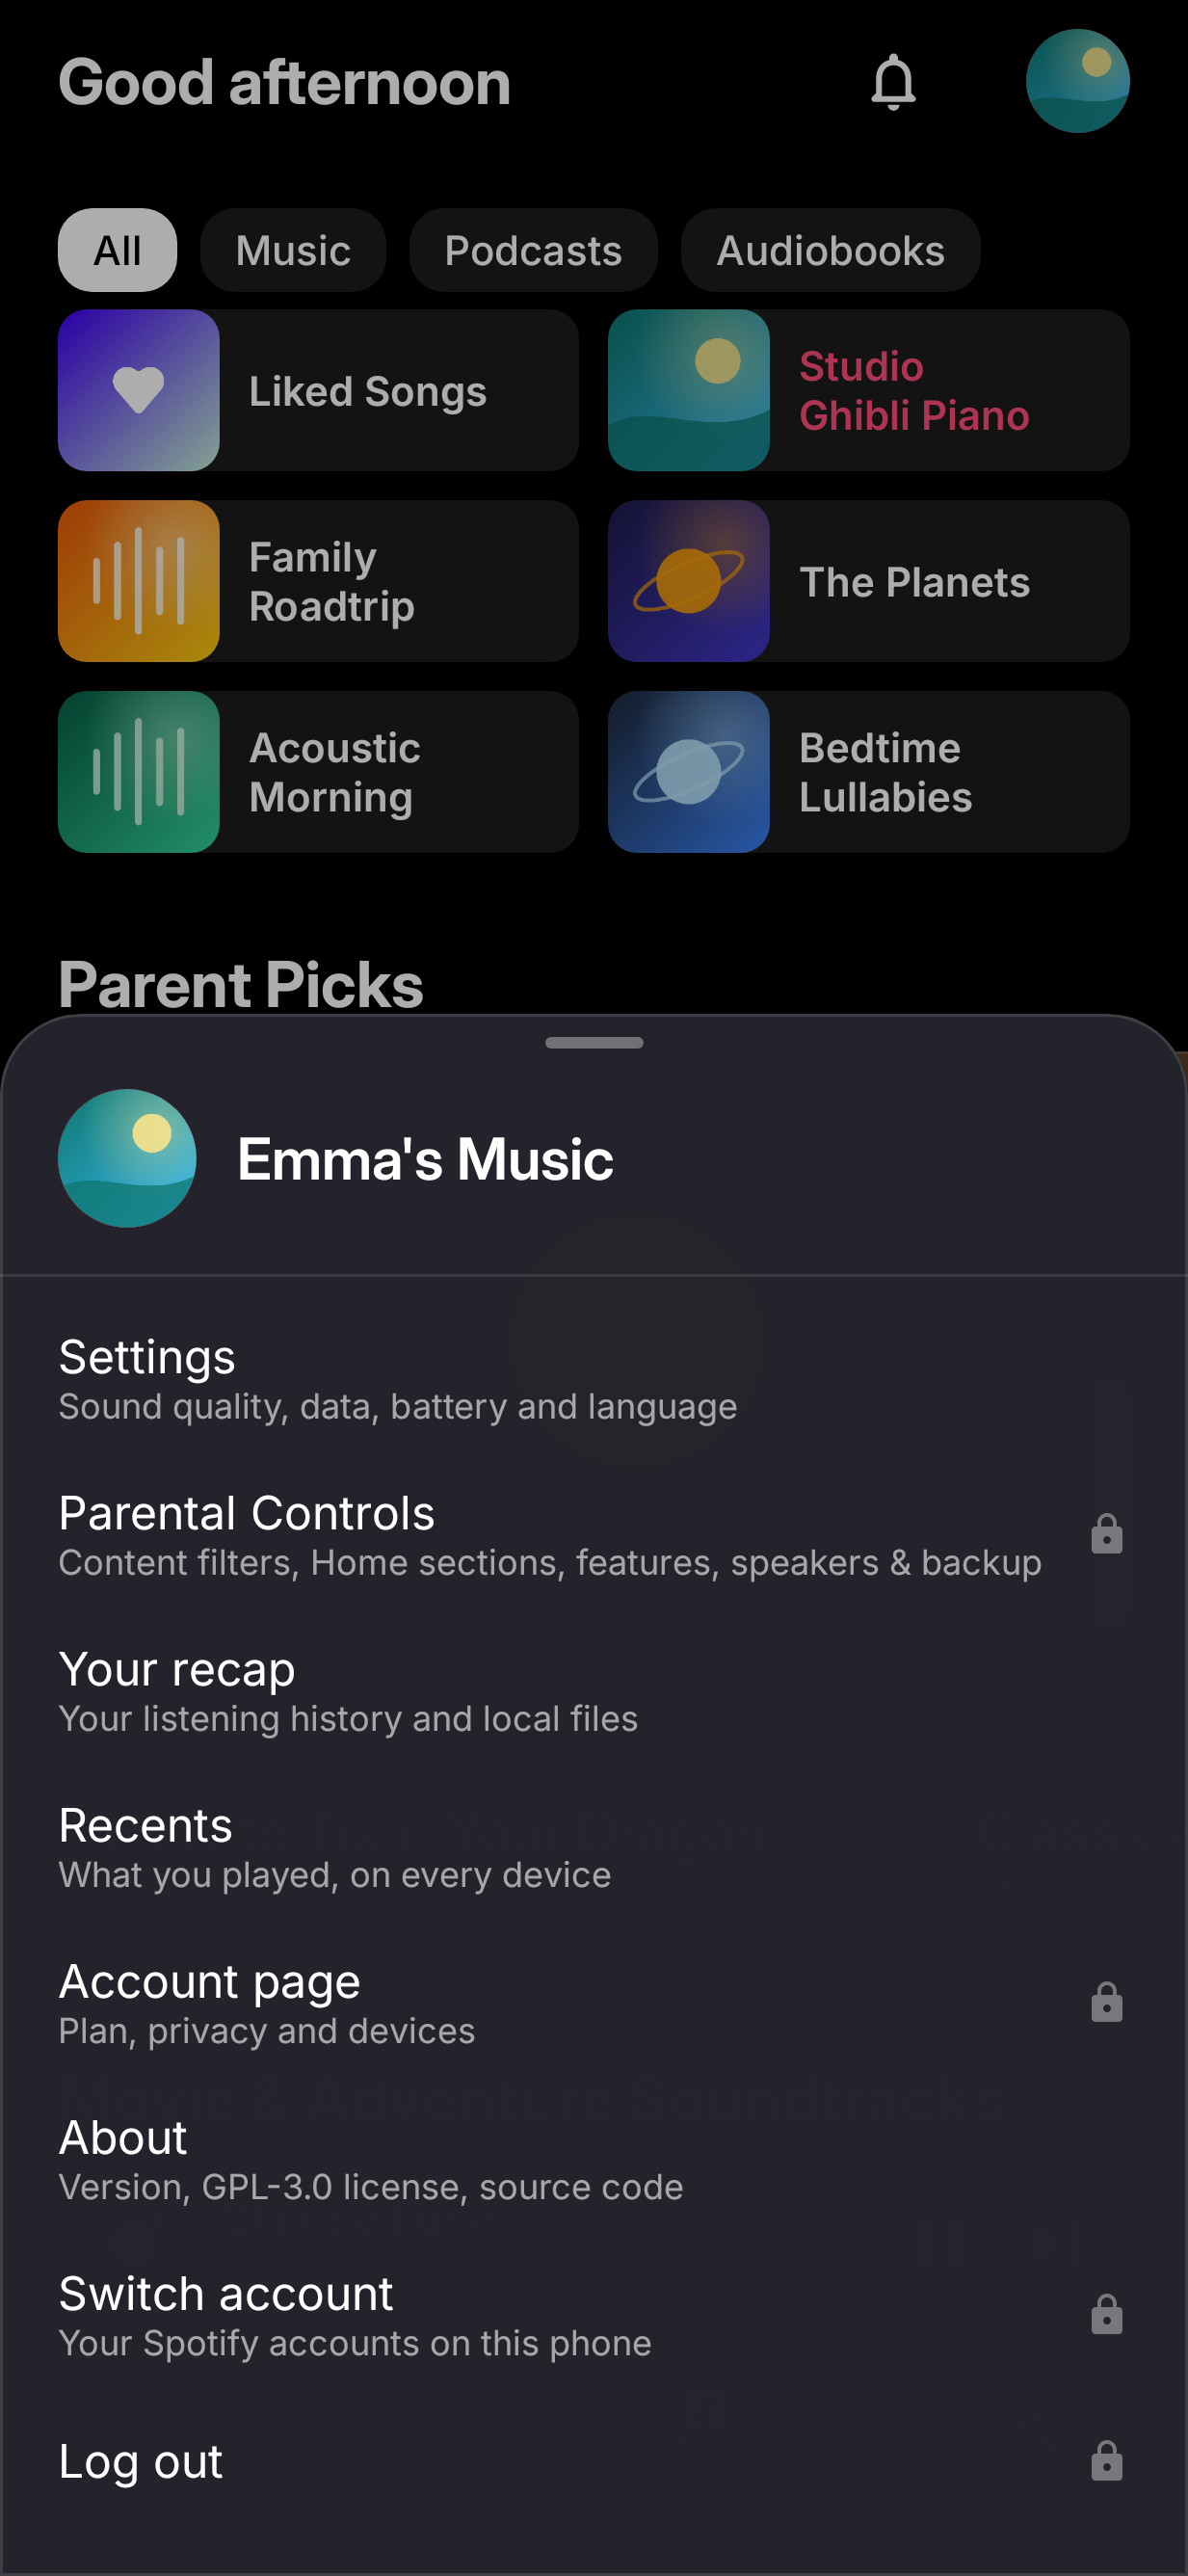 Good afternoon
All
Music
Podcasts
Audiobooks
Liked Songs
Studio
Ghibli Piano
Family
Roadtrip
The Planets
Acoustic
Morning
Bedtime
Lullabies
Parent Picks
Emma's Music
Settings
Sound quality, data, battery and language
Parental Controls
Content filters, Home sections, features, speakers & backup
Your recap
Your listening history and local files
Recents
What you played, on every device
Account page
Plan, privacy and devices
About
Version, GPL-3.0 license, source code
Switch account
Your Spotify accounts on this phone
Log out